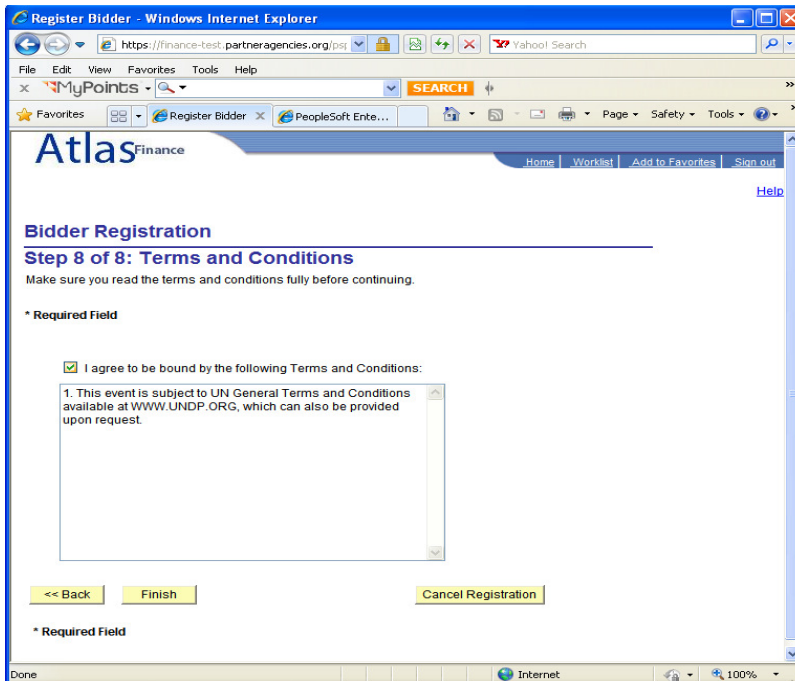 Register Bidder - Windows Internet Explorer
https://finance-test.partneragencies.org/ps
Yahoo! Search
File Edit View Favorites Tools Help
x MyPoints SEARCH
Favorites Register Bidder X PeopleSoft Ente... Page Safety Tools
Atlas Finance
Home Worklist Add to Favorites Sign out
Help
Bidder Registration
Step 8 of 8: Terms and Conditions
Make sure you read the terms and conditions fully before continuing.
* Required Field
I agree to be bound by the following Terms and Conditions:
1. This event is subject to UN General Terms and Conditions
available at WWW.UNDP.ORG, which can also be provided
upon request.
<< Back Finish Cancel Registration
* Required Field
Done Internet 100%